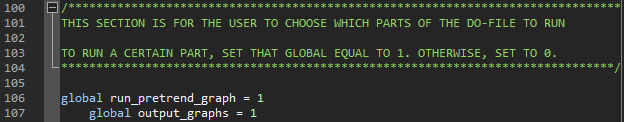 100 /*******************************************************************************
101 THIS SECTION IS FOR THE USER TO CHOOSE WHICH PARTS OF THE DO-FILE TO RUN
102
103 TO RUN A CERTAIN PART, SET THAT GLOBAL EQUAL TO 1. OTHERWISE, SET TO 0.
104 *******************************************************************************/
105
106 global run_pretrend_graph = 1
107     global output_graphs = 1